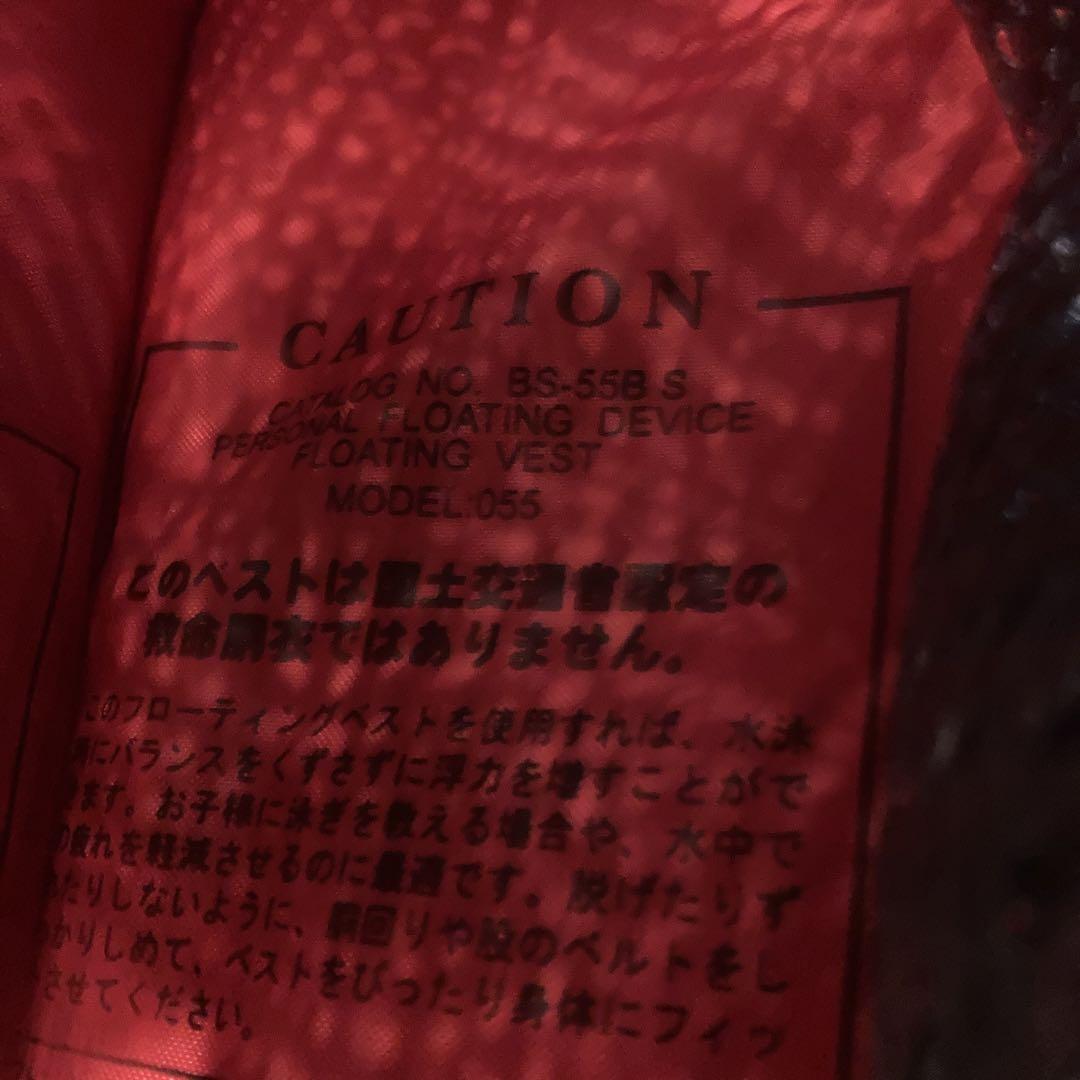 CAUTION
CATALOG NO. BS-55B S
PERSONAL FLOATING DEVICE
FLOATING VEST
MODEL:055
このベストは国土交通省認定の
救命胴衣ではありません。
このフローティングベストを使用すれば、水泳
にバランスをくずさずに浮力を増すことがで
きます。お子様に泳ぎを教える場合や、水中で
の疲れを軽減させるのに最適です。脱げたりず
たりしないように、胴回りや股のベルトをし
かりしめて、ベストをぴったり身体にフィッ
させてください。